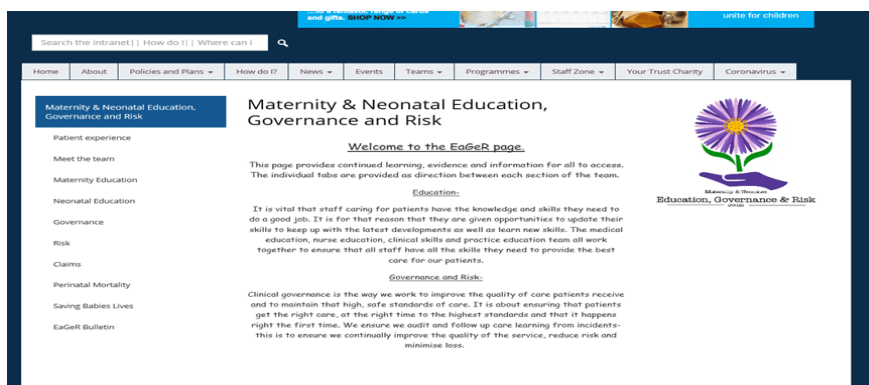 ...to a fantastic range of cards
and gifts. SHOP NOW >>
unite for children
Search the intranet| | How do I| | Where can i
Home About Policies and Plans How do I? News Events Teams Programmes Staff Zone Your Trust Charity Coronavirus
Maternity & Neonatal Education,
Governance and Risk
Patient experience
Meet the team
Maternity Education
Neonatal Education
Governance
Risk
Claims
Perinatal Mortality
Saving Babies Lives
EaGeR Bulletin
Maternity & Neonatal Education,
Governance and Risk
Welcome to the EaGeR page.
This page provides continued learning, evidence and information for all to access.
The individual tabs are provided as direction between each section of the team.
Education-
It is vital that staff caring for patients have the knowledge and skills they need to
do a good job. It is for that reason that they are given opportunities to update their
skills to keep up with the latest developments as well as learn new skills. The medical
education, nurse education, clinical skills and practice education team all work
together to ensure that all staff have all the skills they need to provide the best
care for our patients.
Governance and Risk-
Clinical governance is the way we work to improve the quality of care patients receive
and to maintain that high, safe standards of care. It is about ensuring that patients
get the right care, at the right time to the highest standards and that it happens
right the first time. We ensure we audit and follow up care learning from incidents-
this is to ensure we continually improve the quality of the service, reduce risk and
minimise loss.
Maternity & Neonatal
Education, Governance & Risk